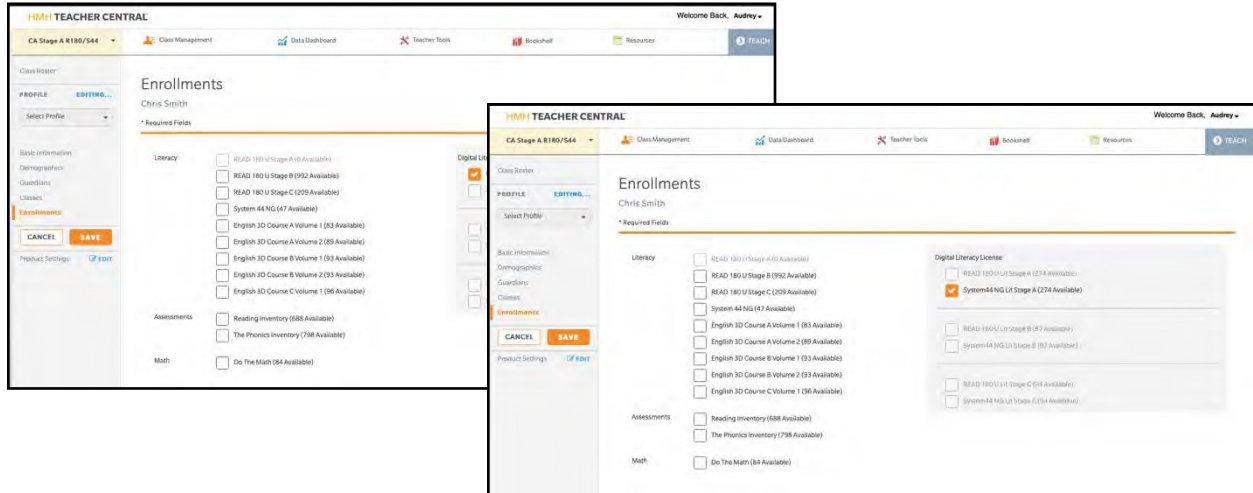 HMH TEACHER CENTRAL
Welcome Back, Audrey
CA Stage A R180/S44
Class Management
Data Dashboard
Teacher Tools
Bookshelf
Resources
TEACH
Class Roster
PROFILE EDITING...
Select Profile
Basic Information
Demographics
Guardians
Classes
Enrollments
CANCEL SAVE
Product Settings EDIT
Enrollments
Chris Smith
* Required Fields
Literacy
READ 180 U Stage A (0 Available)
READ 180 U Stage B (992 Available)
READ 180 U Stage C (209 Available)
System 44 NG (47 Available)
English 3D Course A Volume 1 (83 Available)
English 3D Course A Volume 2 (89 Available)
English 3D Course B Volume 1 (93 Available)
English 3D Course B Volume 2 (93 Available)
English 3D Course C Volume 1 (96 Available)
Assessments
Reading Inventory (688 Available)
The Phonics Inventory (798 Available)
Math
Do The Math (84 Available)
Digital Lit
HMH TEACHER CENTRAL
Welcome Back, Audrey
CA Stage A R180/S44
Class Management
Data Dashboard
Teacher Tools
Bookshelf
Resources
TEACH
Class Roster
PROFILE EDITING...
Select Profile
Basic Information
Demographics
Guardians
Classes
Enrollments
CANCEL SAVE
Product Settings EDIT
Enrollments
Chris Smith
* Required Fields
Literacy
READ 180 U Stage A (0 Available)
READ 180 U Stage B (992 Available)
READ 180 U Stage C (209 Available)
System 44 NG (47 Available)
English 3D Course A Volume 1 (83 Available)
English 3D Course A Volume 2 (89 Available)
English 3D Course B Volume 1 (93 Available)
English 3D Course B Volume 2 (93 Available)
English 3D Course C Volume 1 (96 Available)
Assessments
Reading Inventory (688 Available)
The Phonics Inventory (798 Available)
Math
Do The Math (84 Available)
Digital Literacy License
READ 180 U Lit Stage A (274 Available)
System44 NG Lit Stage A (274 Available)
READ 180 U Lit Stage B (87 Available)
System44 NG Lit Stage B Available)
READ 180 U Lit Stage C (94 Available)
System44 NG Lit Stage C (94 Available)